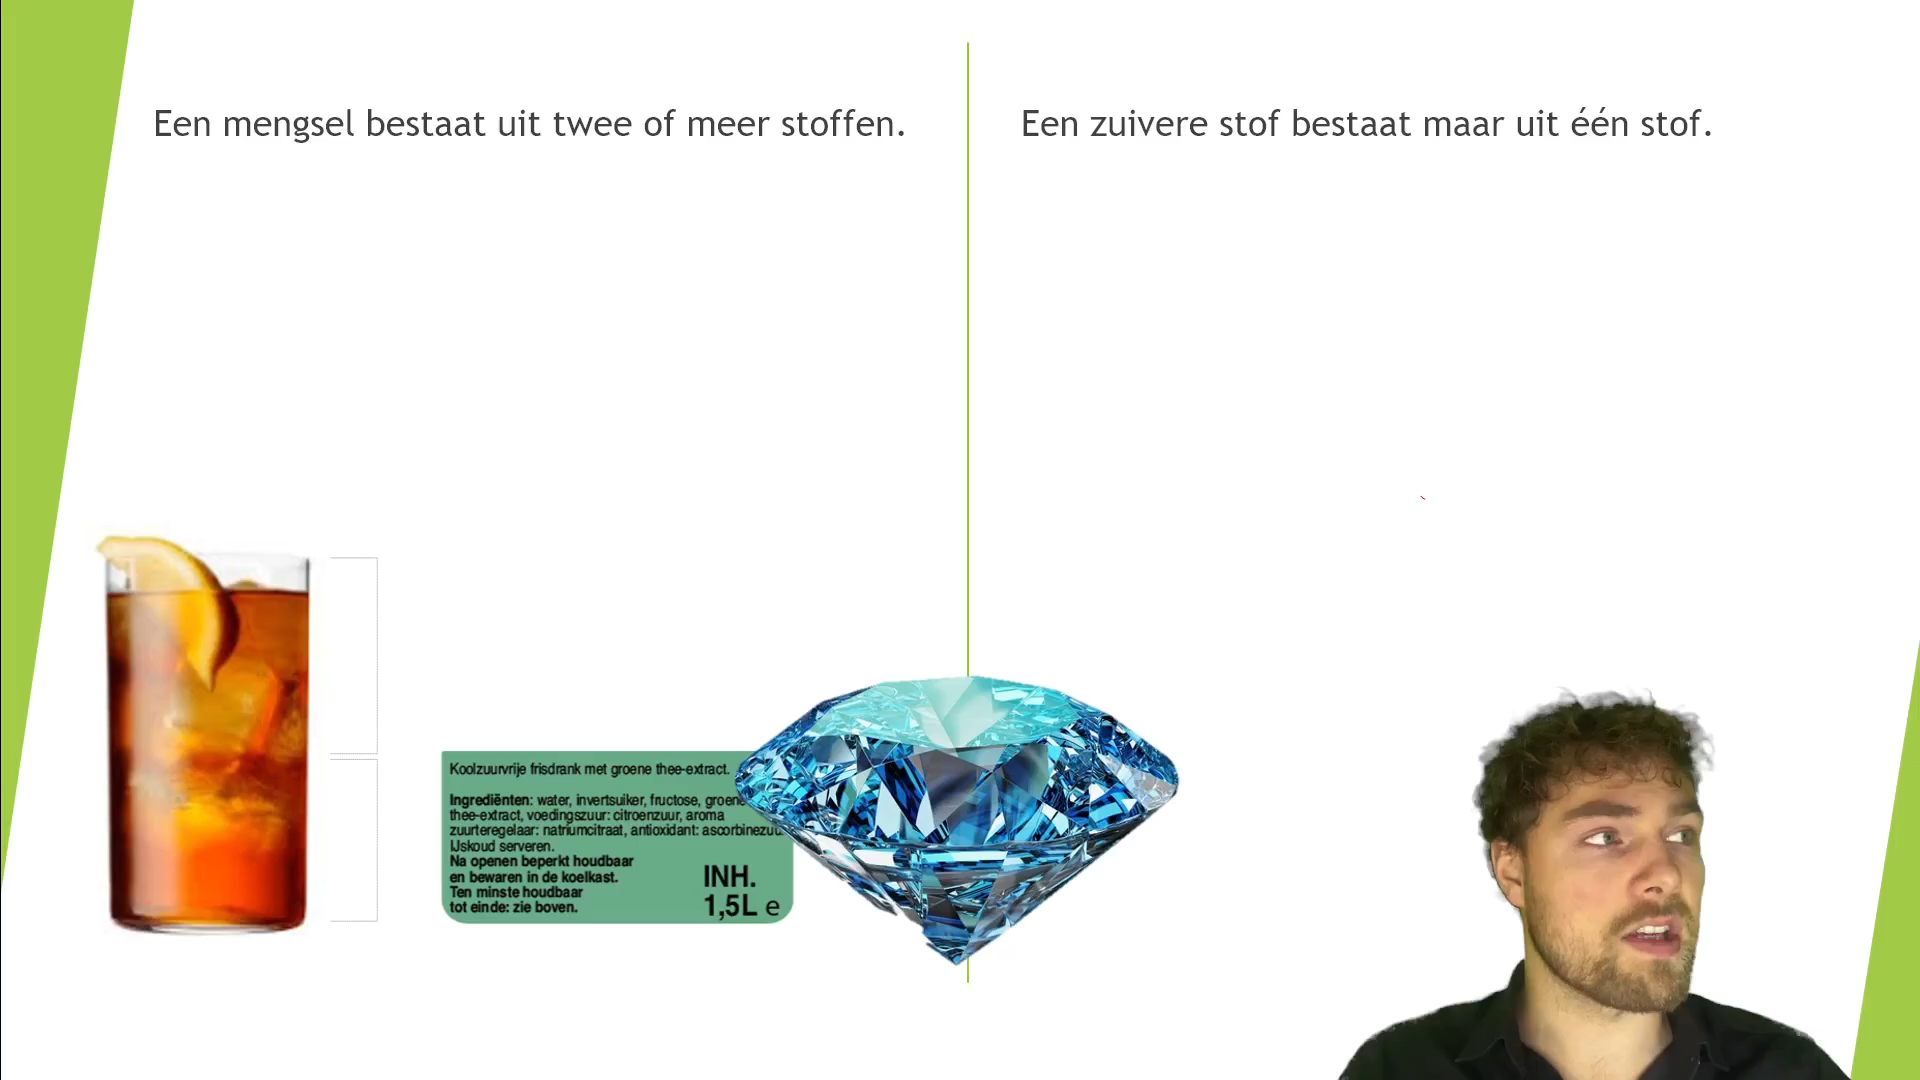 Een mengsel bestaat uit twee of meer stoffen.
Een zuivere stof bestaat maar uit één stof.
Koolzuurvrije frisdrank met groene thee-extract.
Ingrediënten: water, invertsuiker, fructose, groene
thee-extract, voedingszuur: citroenzuur, aroma
zuurteregelaar: natriumcitraat, antioxidant:
IJskoud serveren.
Na openen beperkt houdbaar
en bewaren in de koelkast.
Ten minste houdbaar
tot einde: zie boven.
INH.
1,5L e